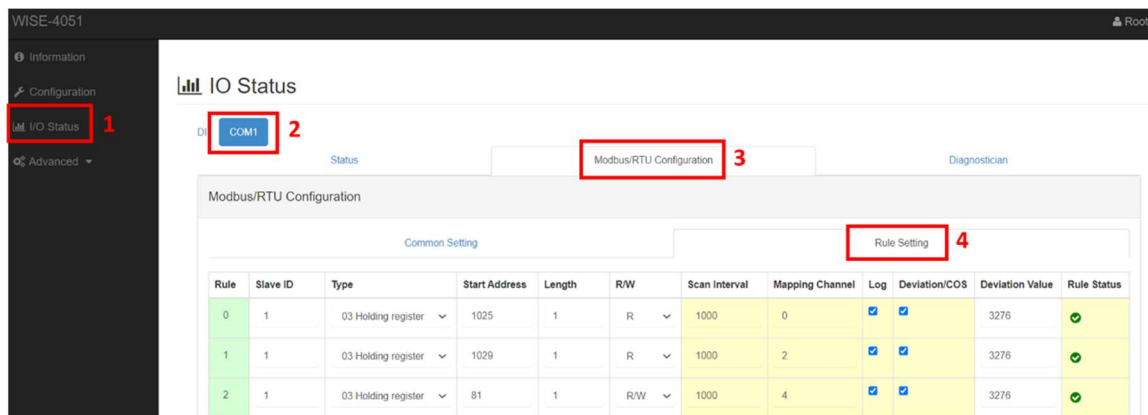 WISE-4051
Root
Information
Configuration
I/O Status 1
Advanced
IO Status
DI COM1 2
Status Modbus/RTU Configuration 3 Diagnostician
Modbus/RTU Configuration
Common Setting Rule Setting 4
Rule Slave ID Type Start Address Length R/W Scan Interval Mapping Channel Log Deviation/COS Deviation Value Rule Status
0 1 03 Holding register 1025 1 R 1000 0 3276
1 1 03 Holding register 1029 1 R 1000 2 3276
2 1 03 Holding register 81 1 R/W 1000 4 3276